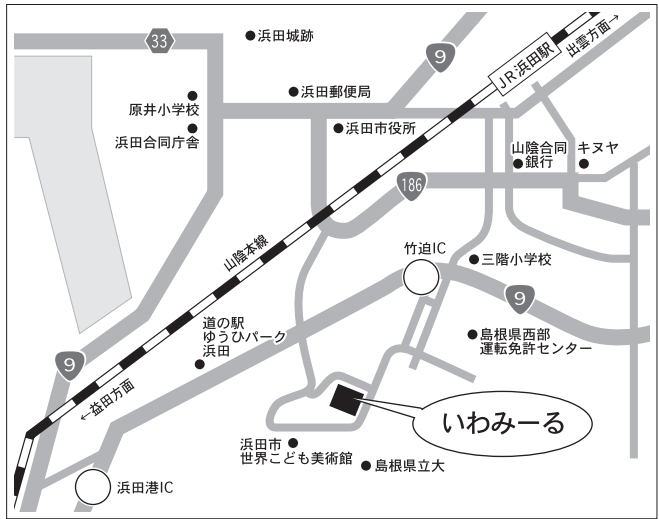 33
浜田城跡
9
JR浜田駅
出雲方面→
浜田郵便局
原井小学校
浜田市役所
浜田合同庁舎
山陰合同
銀行
キヌヤ
186
竹迫IC
山陰本線
三階小学校
9
道の駅
ゆうひパーク
浜田
島根県西部
運転免許センター
9
←益田方面
いわみーる
浜田市
世界こども美術館
島根県立大
浜田港IC